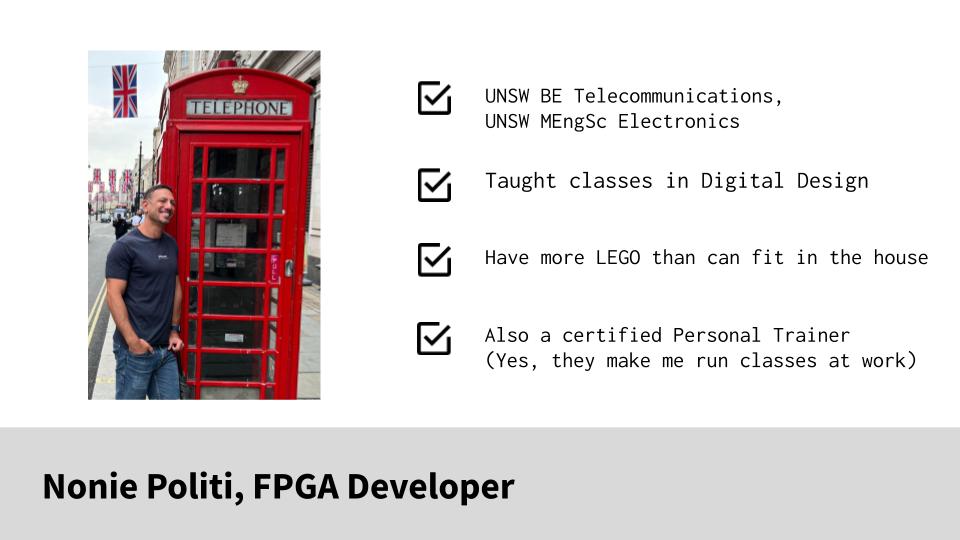 TELEPHONE
UNSW BE Telecommunications,
UNSW MEngSc Electronics
Taught classes in Digital Design
Have more LEGO than can fit in the house
Also a certified Personal Trainer
(Yes, they make me run classes at work)
Nonie Politi, FPGA Developer